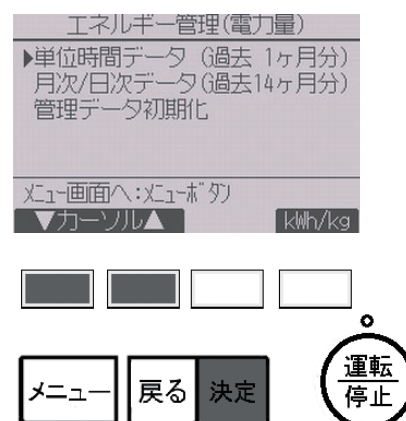 エネルギー管理(電力量)
▶単位時間データ (過去 1ヶ月分)
月次/日次データ(過去14ヶ月分)
管理データ初期化
ﾒﾆｭｰ画面へ:ﾒﾆｭｰﾎﾞﾀﾝ
▼カーソル▲ kWh/kg
メニュー 戻る 決定 運転
停止